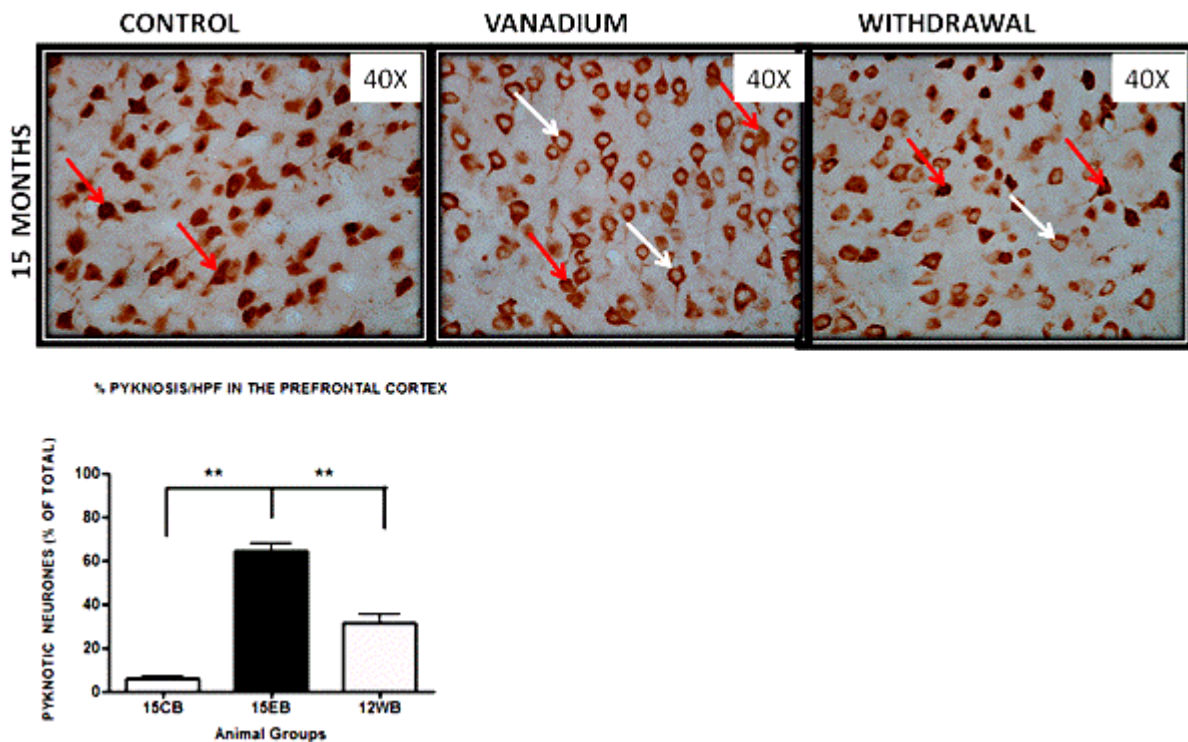 CONTROL VANADIUM WITHDRAWAL
40X 40X 40X
15 MONTHS
% PYKNOSIS/HPF IN THE PREFRONTAL CORTEX
PYKNOTIC NEURONES (% OF TOTAL)
100
80
60
40
20
0
** **
15CB 15EB 12WB
Animal Groups